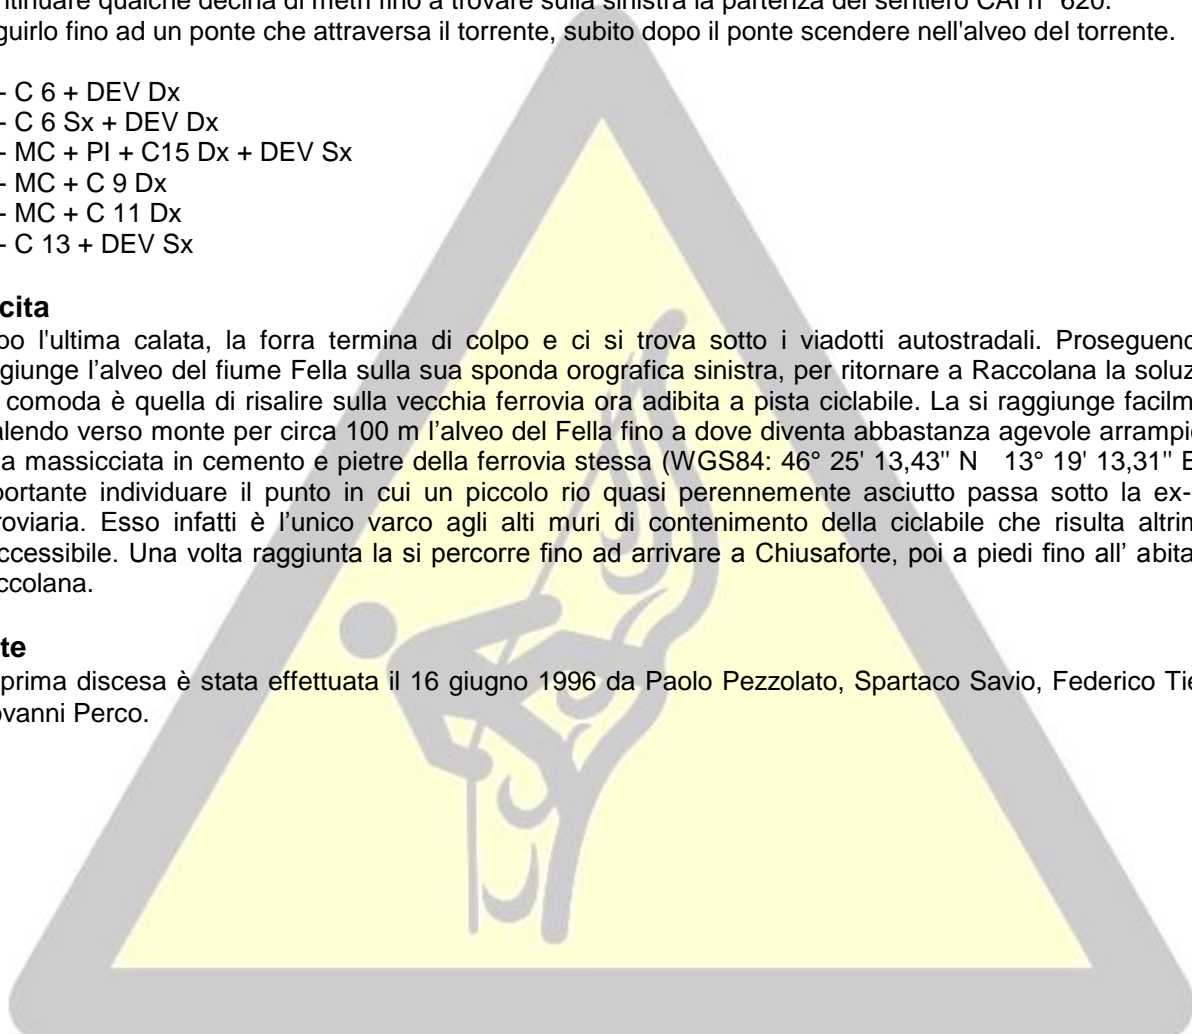 ntinuare qualche decina di metri fino a trovare sulla sinistra la partenza del sentiero CAI n° 620.
guirlo fino ad un ponte che attraversa il torrente, subito dopo il ponte scendere nell'alveo del torrente.
- C 6 + DEV Dx
- C 6 Sx + DEV Dx
- MC + PI + C15 Dx + DEV Sx
- MC + C 9 Dx
- MC + C 11 Dx
- C 13 + DEV Sx
cita
po l'ultima calata, la forra termina di colpo e ci si trova sotto i viadotti autostradali. Proseguend
giunge l’alveo del fiume Fella sulla sua sponda orografica sinistra, per ritornare a Raccolana la soluz
comoda è quella di risalire sulla vecchia ferrovia ora adibita a pista ciclabile. La si raggiunge facilm
alendo verso monte per circa 100 m l’alveo del Fella fino a dove diventa abbastanza agevole arrampic
a massicciata in cemento e pietre della ferrovia stessa (WGS84: 46° 25' 13,43'' N 13° 19' 13,31'' E
portante individuare il punto in cui un piccolo rio quasi perennemente asciutto passa sotto la ex-
roviaria. Esso infatti è l’unico varco agli alti muri di contenimento della ciclabile che risulta altrin
ccessibile. Una volta raggiunta la si percorre fino ad arrivare a Chiusaforte, poi a piedi fino all’ abita
ccolana.
te
prima discesa è stata effettuata il 16 giugno 1996 da Paolo Pezzolato, Spartaco Savio, Federico Tie
ovanni Perco.